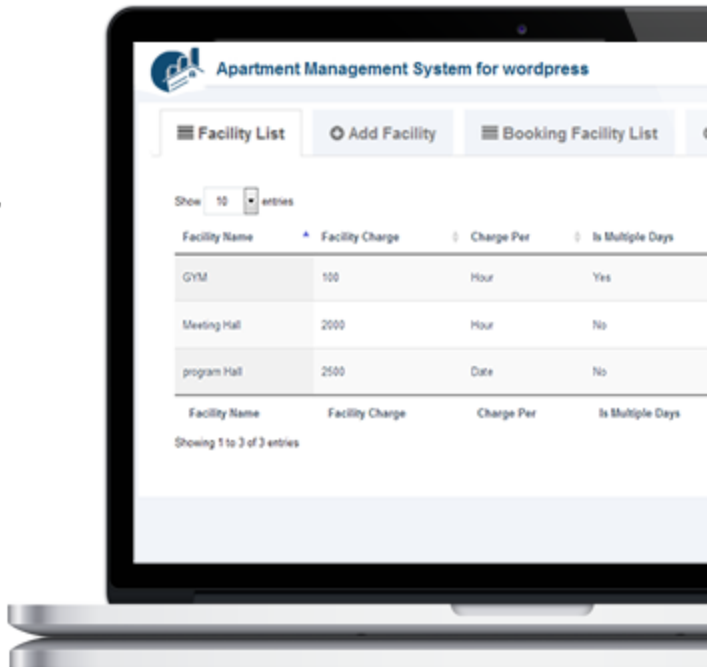 Apartment Management System for wordpress
Facility List Add Facility Booking Facility List
Show 10 entries
Facility Name Facility Charge Charge Per Is Multiple Days
GYM 100 Hour Yes
Meeting Hall 2000 Hour No
program Hall 2500 Date No
Facility Name Facility Charge Charge Per Is Multiple Days
Showing 1 to 3 of 3 entries